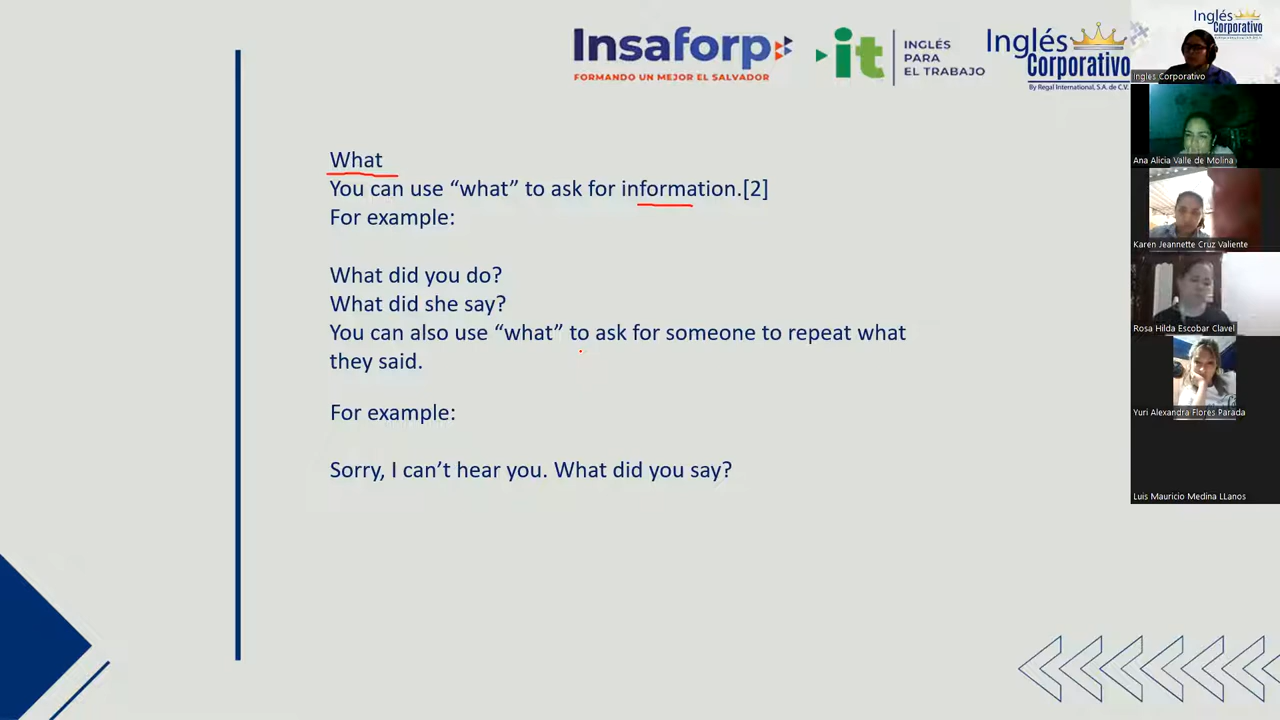 Insaforp
FORMANDO UN MEJOR EL SALVADOR
it
INGLÉS
PARA
EL TRABAJO
Inglés
Corporativo
By Regal International, S.A. de C.V.
What
You can use “what” to ask for information.[2]
For example:
What did you do?
What did she say?
You can also use “what” to ask for someone to repeat what
they said.
For example:
Sorry, I can’t hear you. What did you say?
Inglés
Corporativo
Ingles Corporativo
Ana Alicia Valle de Molina
Karen Jeannette Cruz Valiente
Rosa Hilda Escobar Clavel
Yuri Alexandra Flores Parada
Luis Mauricio Medina LLanos